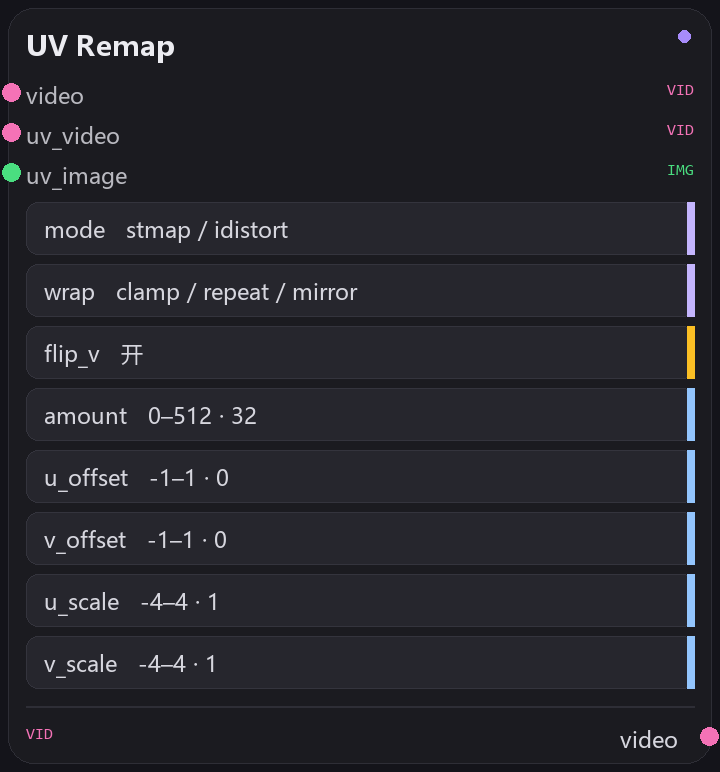 UV Remap
video VID
uv_video VID
uv_image IMG
mode stmap / idistort
wrap clamp / repeat / mirror
flip_v 开
amount 0–512 · 32
u_offset -1–1 · 0
v_offset -1–1 · 0
u_scale -4–4 · 1
v_scale -4–4 · 1
VID video